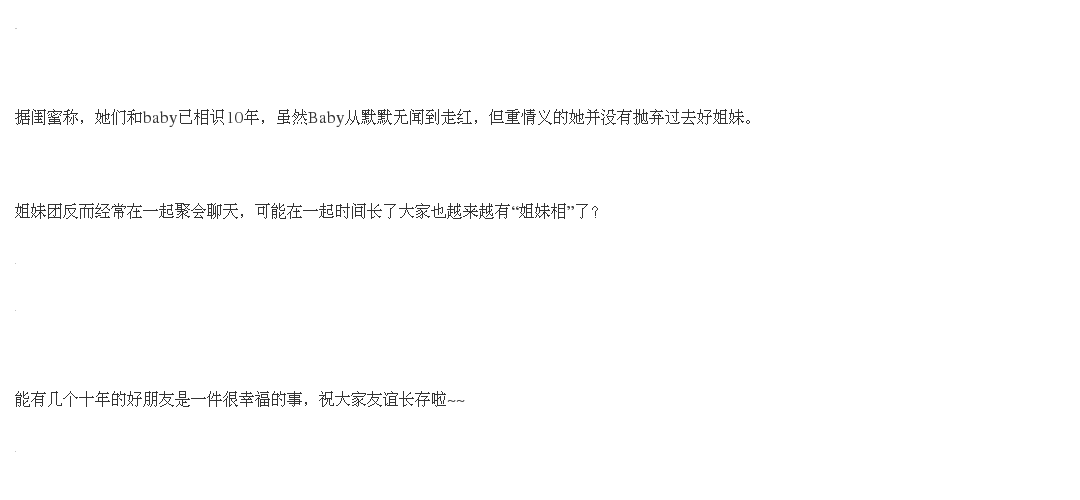 据闺蜜称，她们和baby已相识10年，虽然Baby从默默无闻到走红，但重情义的她并没有抛弃过去好姐妹。
姐妹团反而经常在一起聚会聊天，可能在一起时间长了大家也越来越有“姐妹相”了？
能有几个十年的好朋友是一件很幸福的事，祝大家友谊长存啦~~